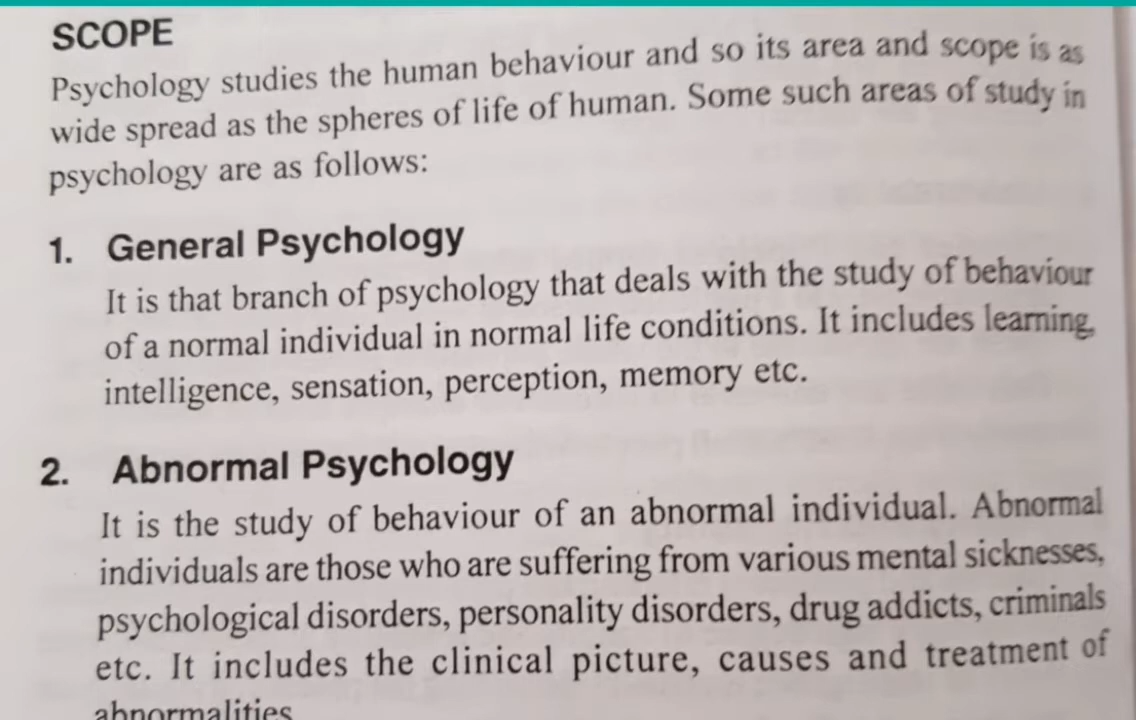 SCOPE
Psychology studies the human behaviour and so its area and scope is as
wide spread as the spheres of life of human. Some such areas of study in
psychology are as follows:
1. General Psychology
It is that branch of psychology that deals with the study of behaviour
of a normal individual in normal life conditions. It includes learning,
intelligence, sensation, perception, memory etc.
2. Abnormal Psychology
It is the study of behaviour of an abnormal individual. Abnormal
individuals are those who are suffering from various mental sicknesses,
psychological disorders, personality disorders, drug addicts, criminals
etc. It includes the clinical picture, causes and treatment of
abnormalities